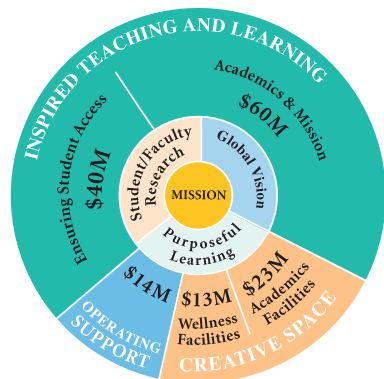 INSPIRED TEACHING AND LEARNING
Ensuring Student Access
$40M
Academics & Mission
$60M
Student/Faculty
Research
Global Vision
MISSION
Purposeful
Learning
$14M
OPERATING
SUPPORT
$13M
Wellness
Facilities
$23M
Academics
Facilities
CREATIVE SPACE